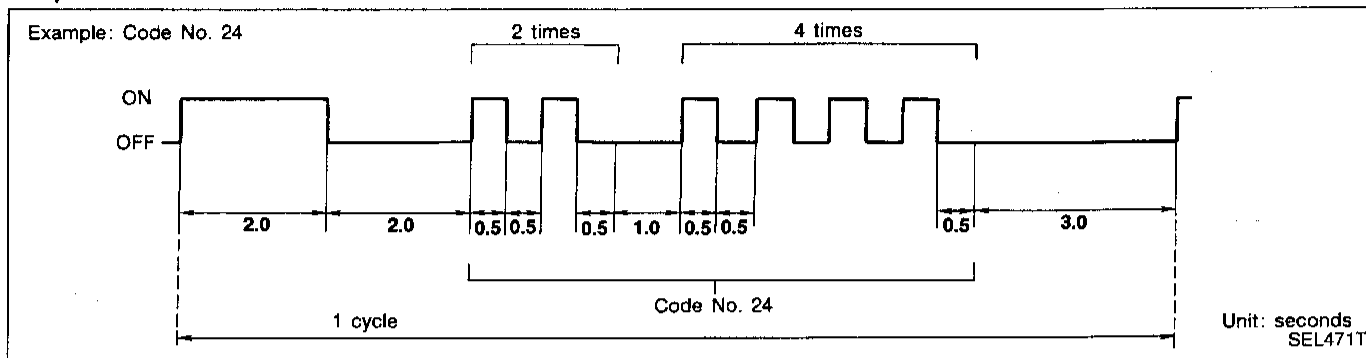 Example: Code No. 24
2 times
4 times
ON
OFF
2.0
2.0
0.5
0.5
0.5
1.0
0.5
0.5
0.5
3.0
Code No. 24
1 cycle
Unit: seconds
SEL471T